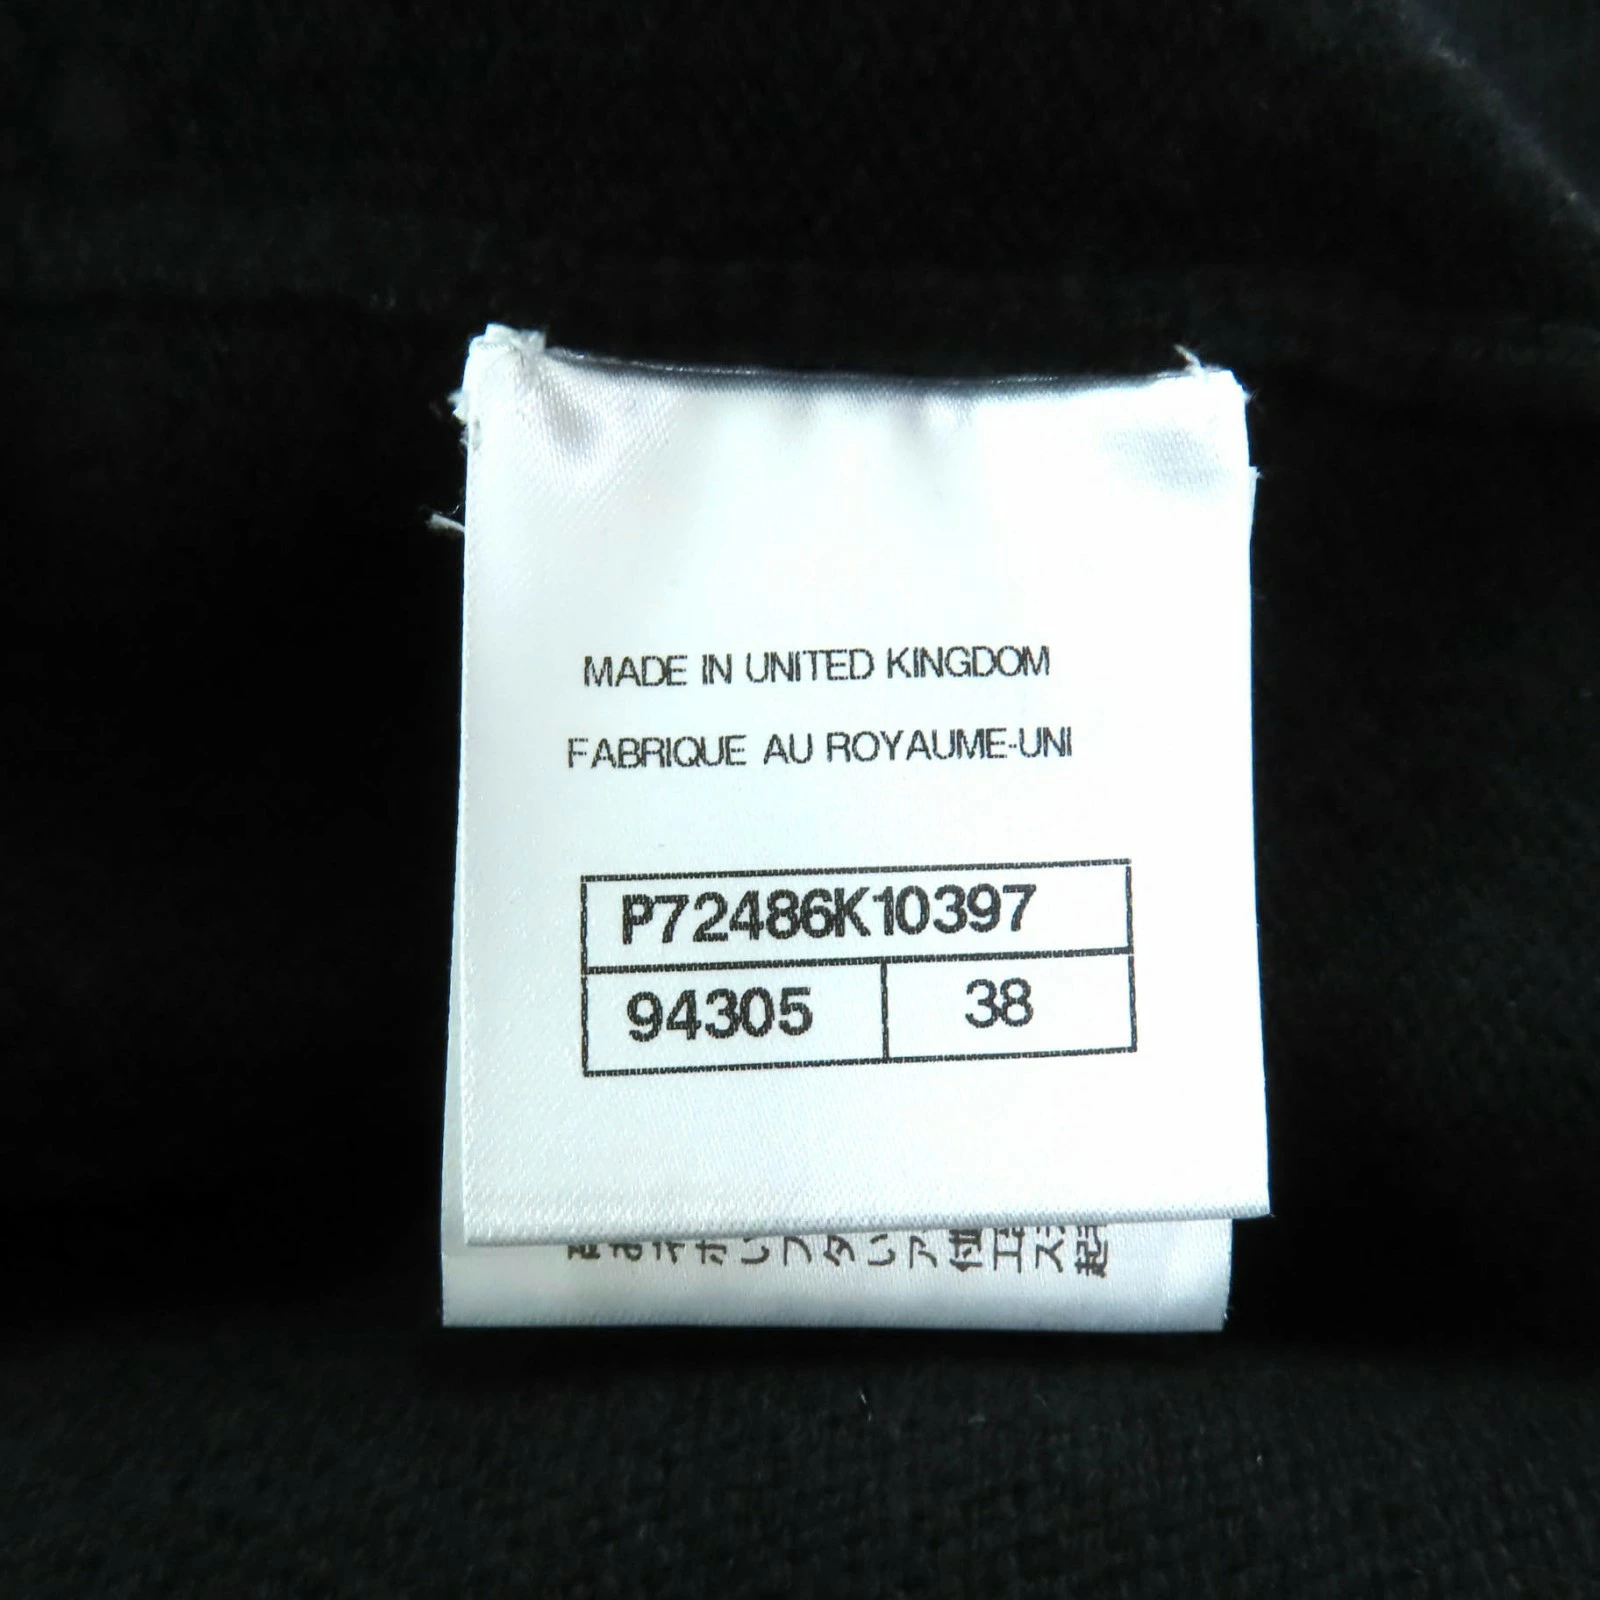 MADE IN UNITED KINGDOM
FABRIQUE AU ROYAUME-UNI
P72486K10397
94305 38